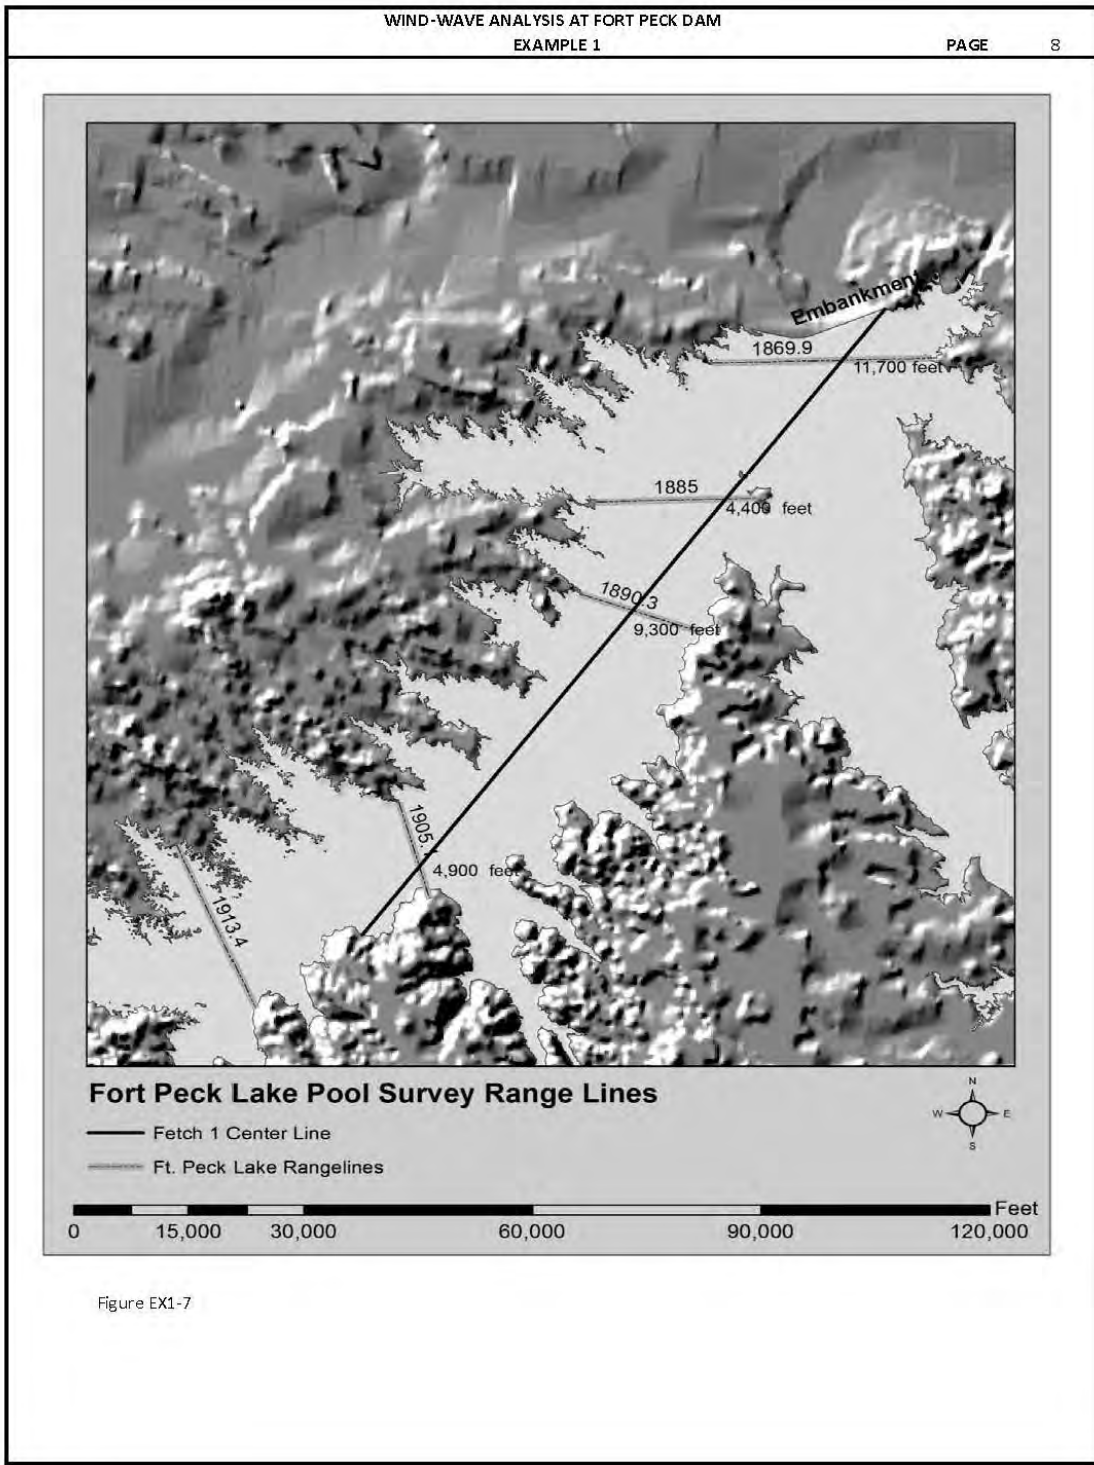 WIND-WAVE ANALYSIS AT FORT PECK DAM
EXAMPLE 1 PAGE 8
Embankment
1869.9
11,700 feet
1885
4,400 feet
1890.3
9,300 feet
1905.
4,900 feet
1913.4
Fort Peck Lake Pool Survey Range Lines
Fetch 1 Center Line
Ft. Peck Lake Rangelines
N
W E
S
Feet
0 15,000 30,000 60,000 90,000 120,000
Figure EX1-7